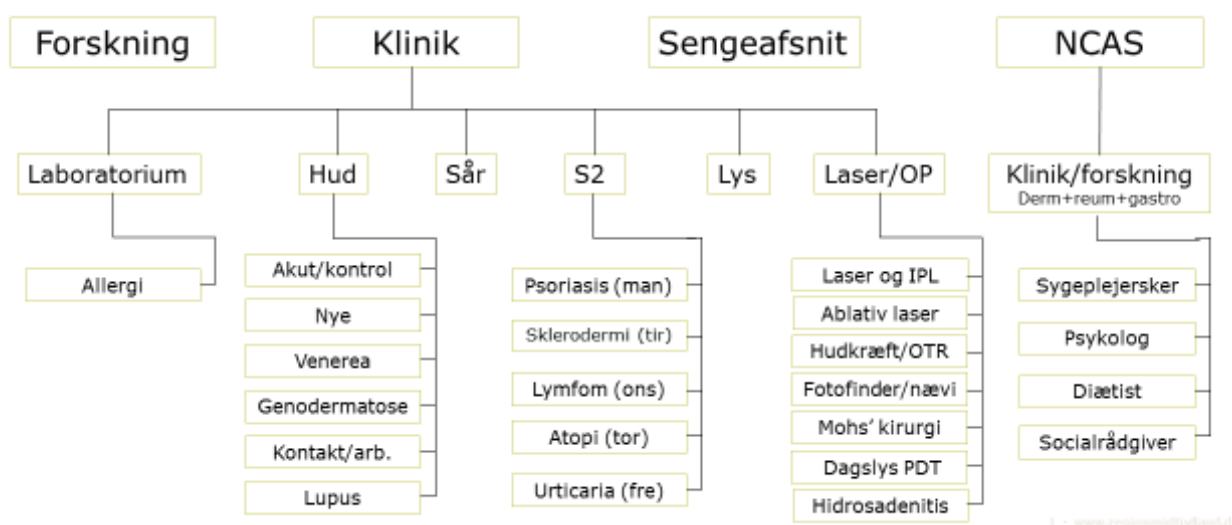 Forskning
Klinik
Sengeafsnit
NCAS
Laboratorium
Hud
Sår
S2
Lys
Laser/OP
Klinik/forskning
Derm+reum+gastro
Allergi
Akut/kontrol
Nye
Venerea
Genodermatose
Kontakt/arb.
Lupus
Psoriasis (man)
Sklerodermi (tir)
Lymfom (ons)
Atopi (tor)
Urticaria (fre)
Laser og IPL
Ablativ laser
Hudkræft/OTR
Fotofinder/nævi
Mohs' kirurgi
Dagslys PDT
Hidrosadenitis
Sygeplejersker
Psykolog
Diætist
Socialrådgiver